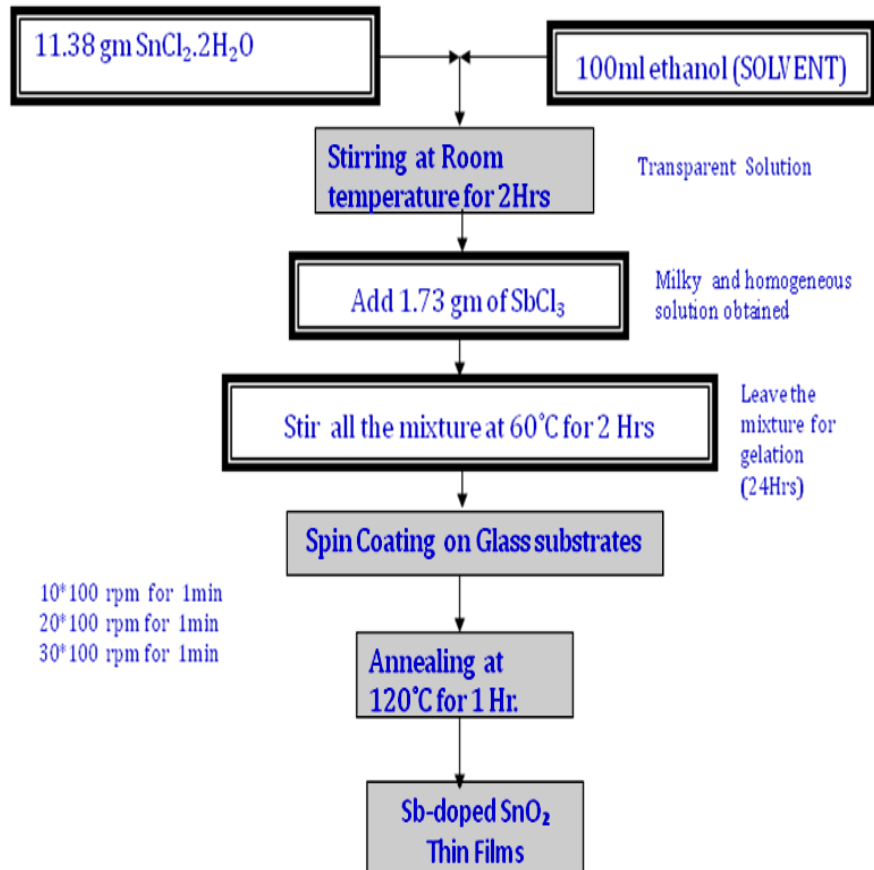 11.38 gm SnCl₂.2H₂O
100ml ethanol (SOLVENT)
Stirring at Room
temperature for 2Hrs
Transparent Solution
Add 1.73 gm of SbCl₃
Milky and homogeneous
solution obtained
Stir all the mixture at 60°C for 2 Hrs
Leave the
mixture for
gelation
(24Hrs)
Spin Coating on Glass substrates
10*100 rpm for 1min
20*100 rpm for 1min
30*100 rpm for 1min
Annealing at
120°C for 1 Hr.
Sb-doped SnO₂
Thin Films